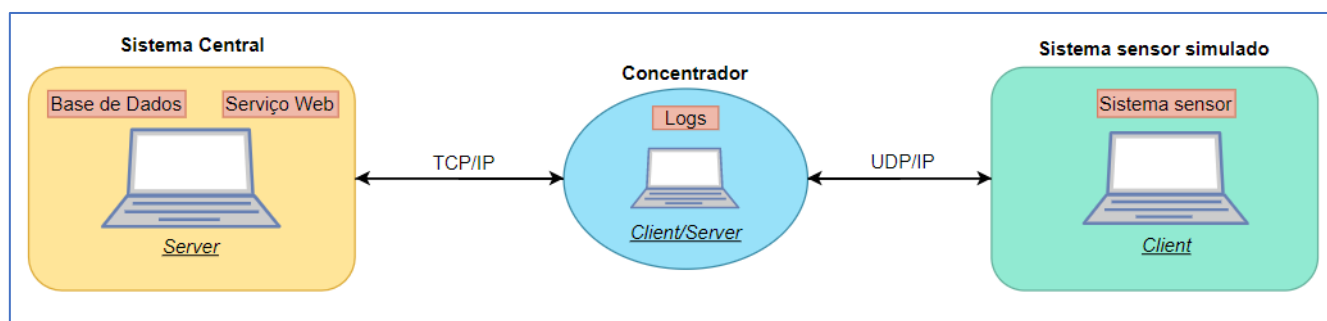 Sistema Central
Base de Dados
Serviço Web
Server
TCP/IP
Concentrador
Logs
Client/Server
UDP/IP
Sistema sensor simulado
Sistema sensor
Client